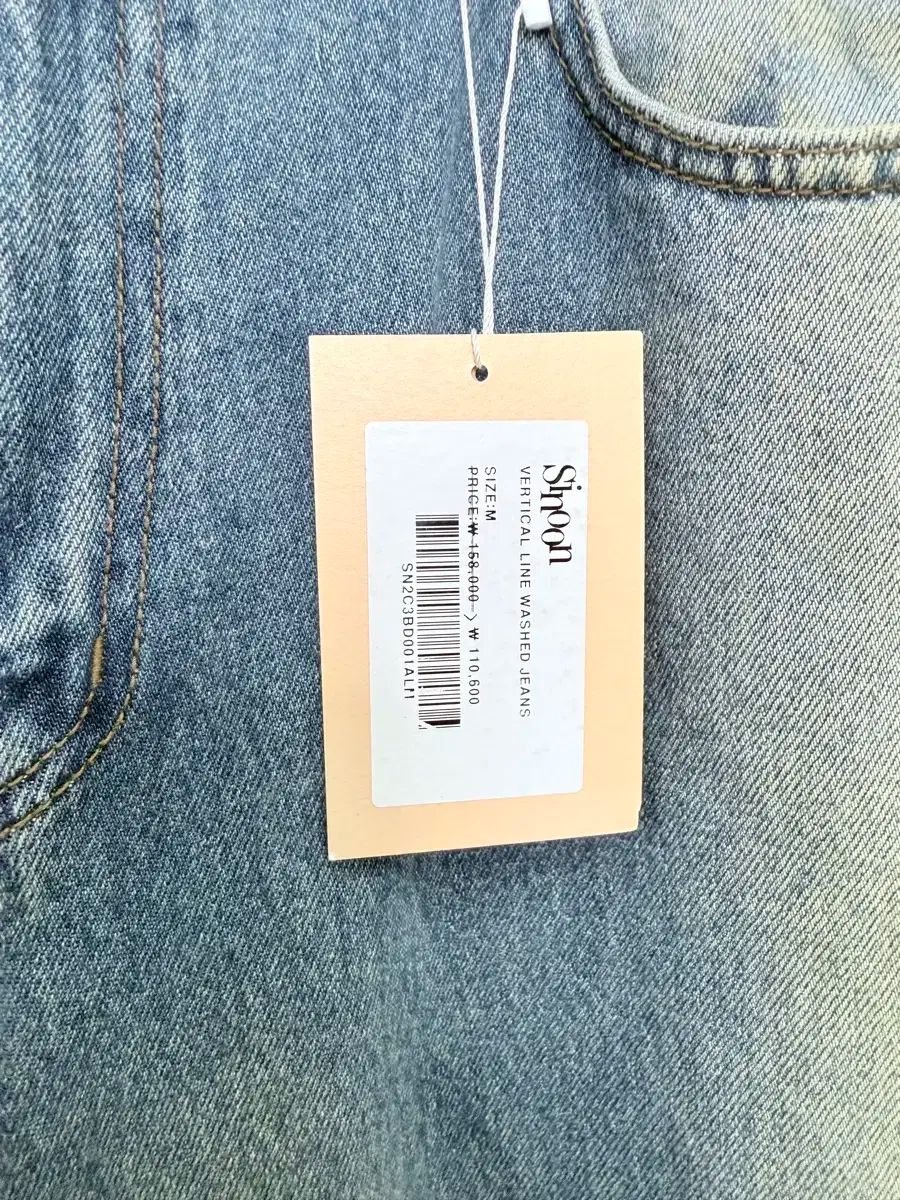 Sinoon
VERTICAL LINE WASHED JEANS
SIZE:M
PRICE:₩ 158,000-> ₩ 110,600
SN2C3BD001ALM